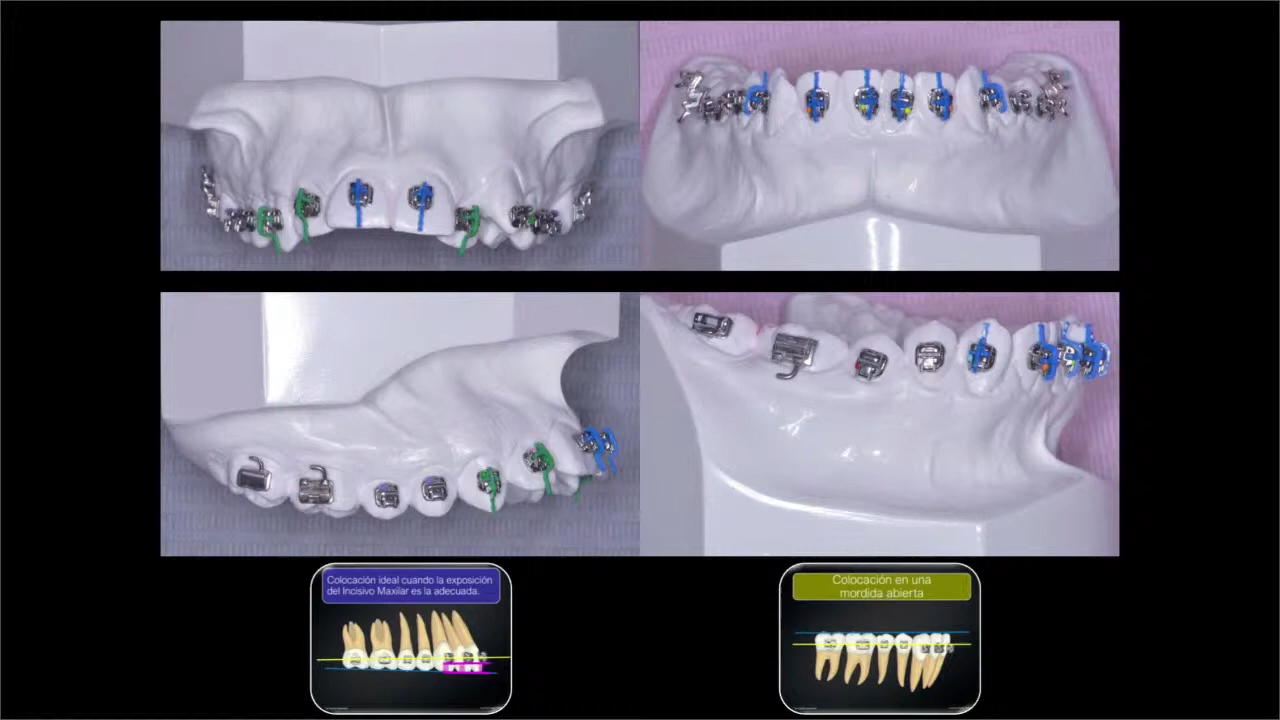 Colocación ideal cuando la exposición
del Incisivo Maxilar es la adecuada.
Colocación en una
mordida abierta